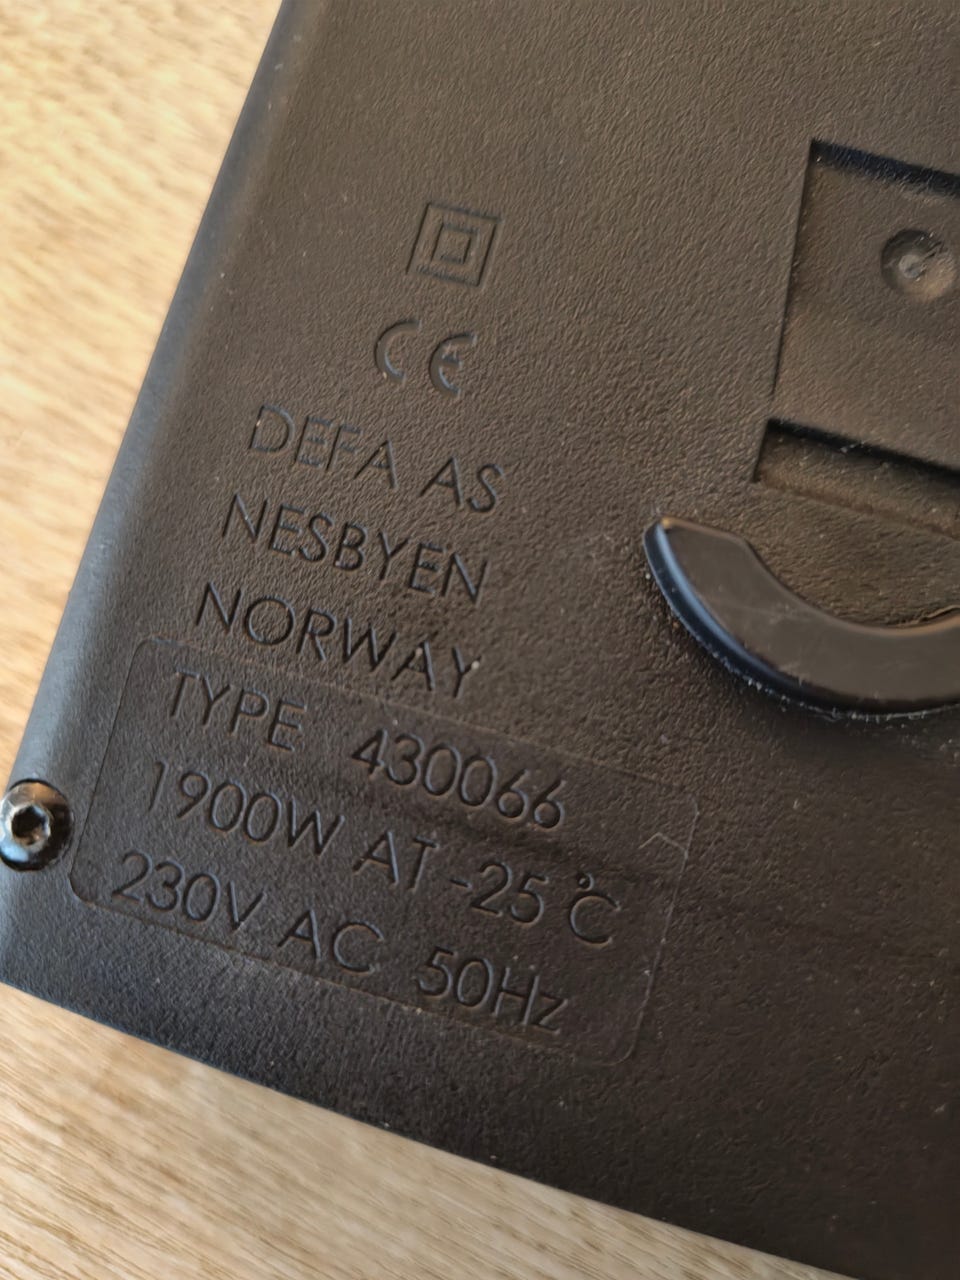 CE
DEFA AS
NESBYEN
NORWAY
TYPE 430066
1900W AT -25°C
230V AC 50Hz